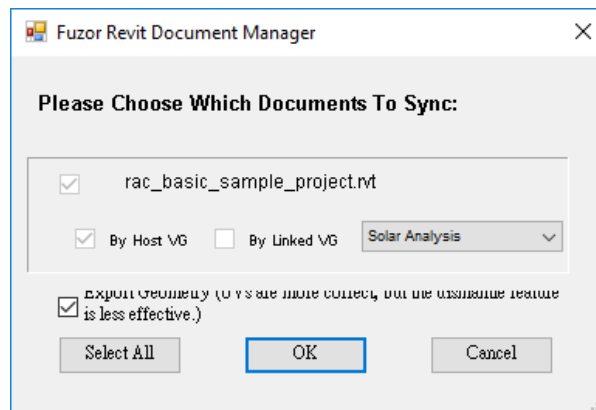 Fuzor Revit Document Manager
Please Choose Which Documents To Sync:
rac_basic_sample_project.rvt
By Host VG By Linked VG Solar Analysis
Export Geometry (UVs are more correct, but the dismantle feature
is less effective.)
Select All OK Cancel